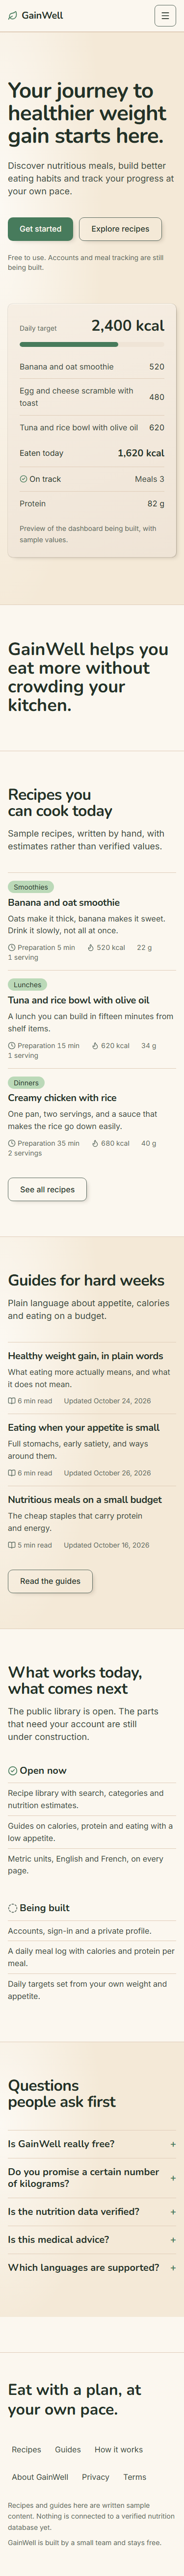 GainWell
Your journey to
healthier weight
gain starts here.
Discover nutritious meals, build better
eating habits and track your progress at
your own pace.
Get started
Explore recipes
Free to use. Accounts and meal tracking are still
being built.
Daily target
2,400 kcal
Banana and oat smoothie
520
Egg and cheese scramble with
toast
480
Tuna and rice bowl with olive oil
620
Eaten today
1,620 kcal
On track
Meals 3
Protein
82 g
Preview of the dashboard being built, with
sample values.
GainWell helps you
eat more without
crowding your
kitchen.
Recipes you
can cook today
Sample recipes, written by hand, with
estimates rather than verified values.
Smoothies
Banana and oat smoothie
Oats make it thick, banana makes it sweet.
Drink it slowly, not all at once.
Preparation 5 min 520 kcal 22 g
1 serving
Lunches
Tuna and rice bowl with olive oil
A lunch you can build in fifteen minutes from
shelf items.
Preparation 15 min 620 kcal 34 g
1 serving
Dinners
Creamy chicken with rice
One pan, two servings, and a sauce that
makes the rice go down easily.
Preparation 35 min 680 kcal 40 g
2 servings
See all recipes
Guides for hard weeks
Plain language about appetite, calories
and eating on a budget.
Healthy weight gain, in plain words
What eating more actually means, and what
it does not mean.
6 min read Updated October 24, 2026
Eating when your appetite is small
Full stomachs, early satiety, and ways
around them.
6 min read Updated October 26, 2026
Nutritious meals on a small budget
The cheap staples that carry protein
and energy.
5 min read Updated October 16, 2026
Read the guides
What works today,
what comes next
The public library is open. The parts
that need your account are still
under construction.
Open now
Recipe library with search, categories and
nutrition estimates.
Guides on calories, protein and eating with a
low appetite.
Metric units, English and French, on every
page.
Being built
Accounts, sign-in and a private profile.
A daily meal log with calories and protein per
meal.
Daily targets set from your own weight and
appetite.
Questions
people ask first
Is GainWell really free? +
Do you promise a certain number
of kilograms? +
Is the nutrition data verified? +
Is this medical advice? +
Which languages are supported? +
Eat with a plan, at
your own pace.
Recipes Guides How it works
About GainWell Privacy Terms
Recipes and guides here are written sample
content. Nothing is connected to a verified nutrition
database yet.
GainWell is built by a small team and stays free.